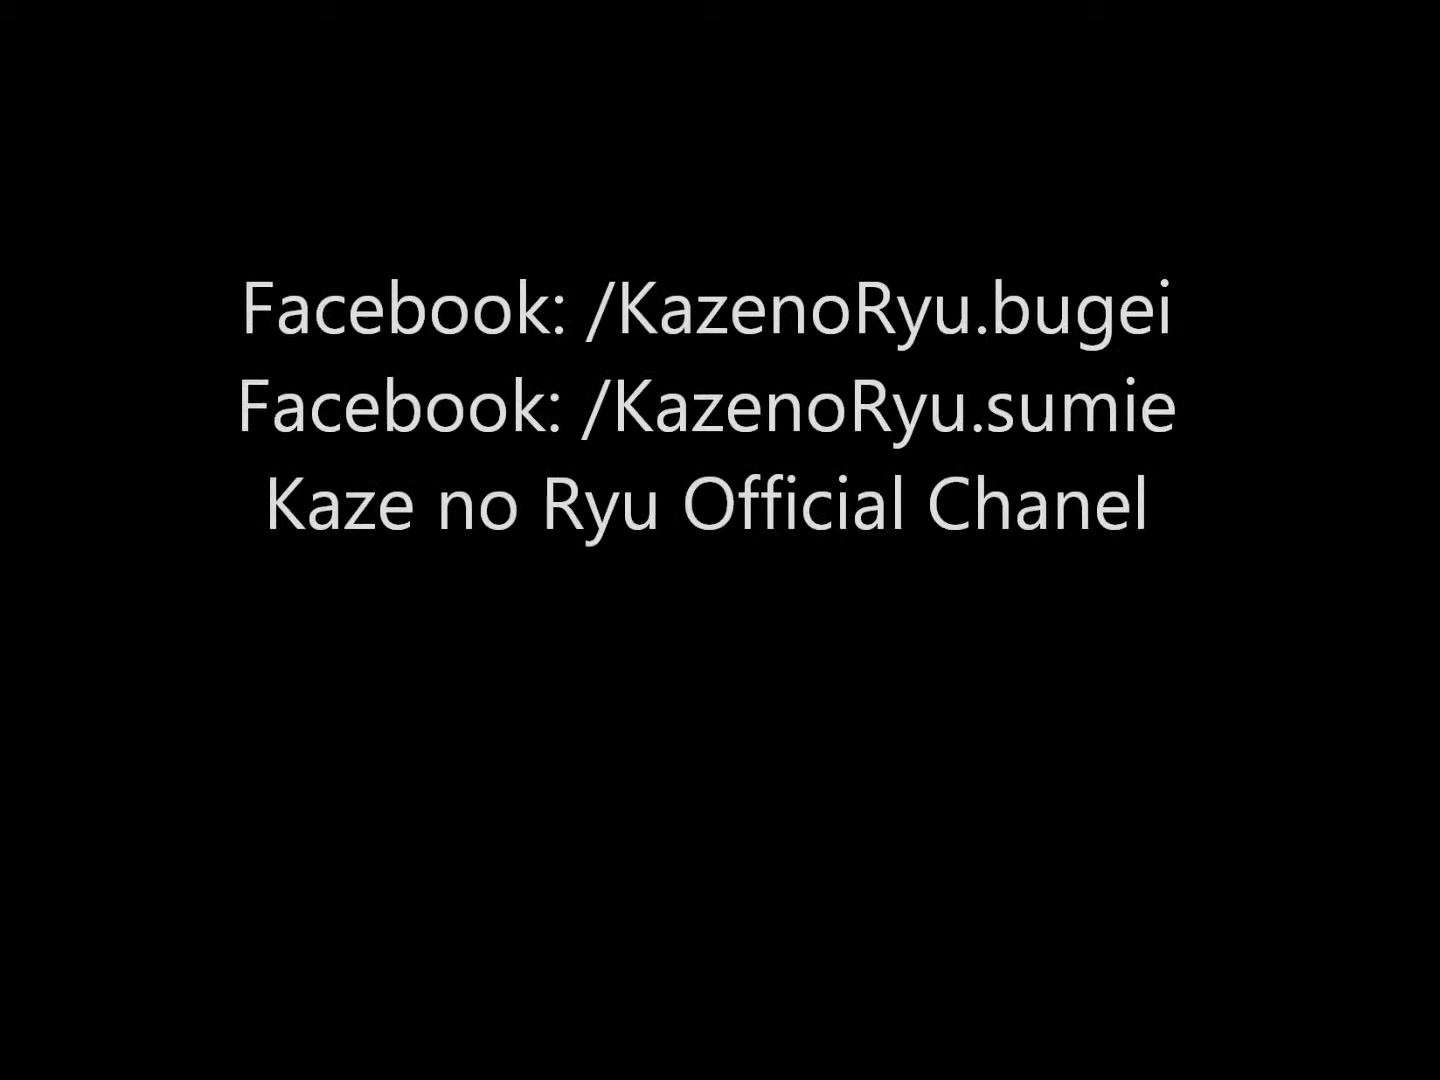 Facebook: /KazenoRyu.bugei
Facebook: /KazenoRyu.sumie
Kaze no Ryu Official Chanel